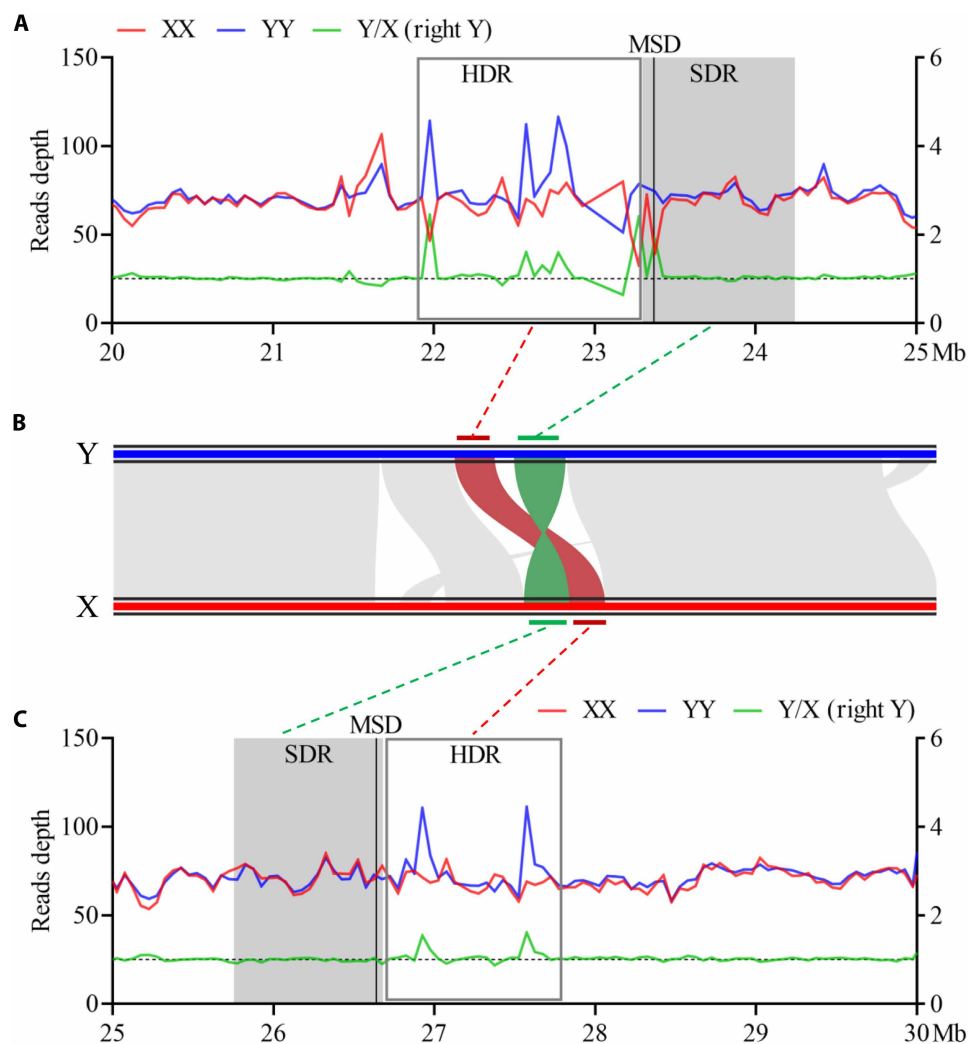 A
XX YY Y/X (right Y)
MSD
HDR SDR
150 6
100 4
50 2
0 0
Reads depth
20 21 22 23 24 25 Mb
B
Y
X
C
XX YY Y/X (right Y)
MSD
SDR HDR
150 6
100 4
50 2
0 0
Reads depth
25 26 27 28 29 30 Mb